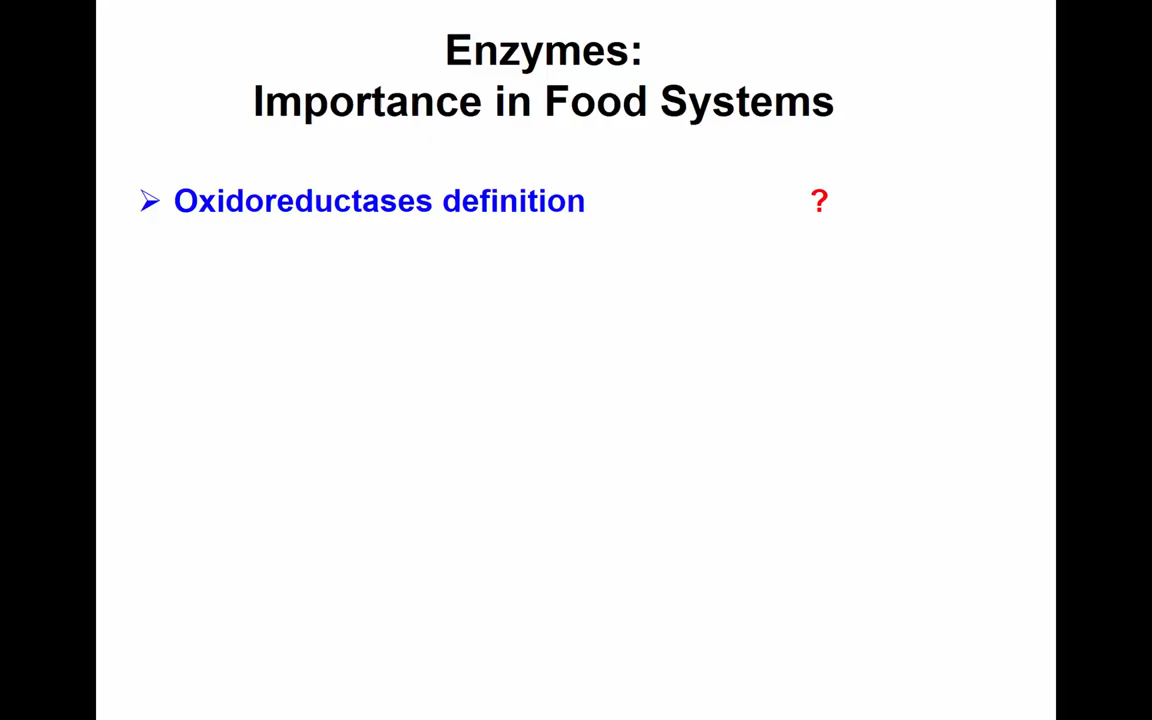 Enzymes:
Importance in Food Systems
➢ Oxidoreductases definition ?